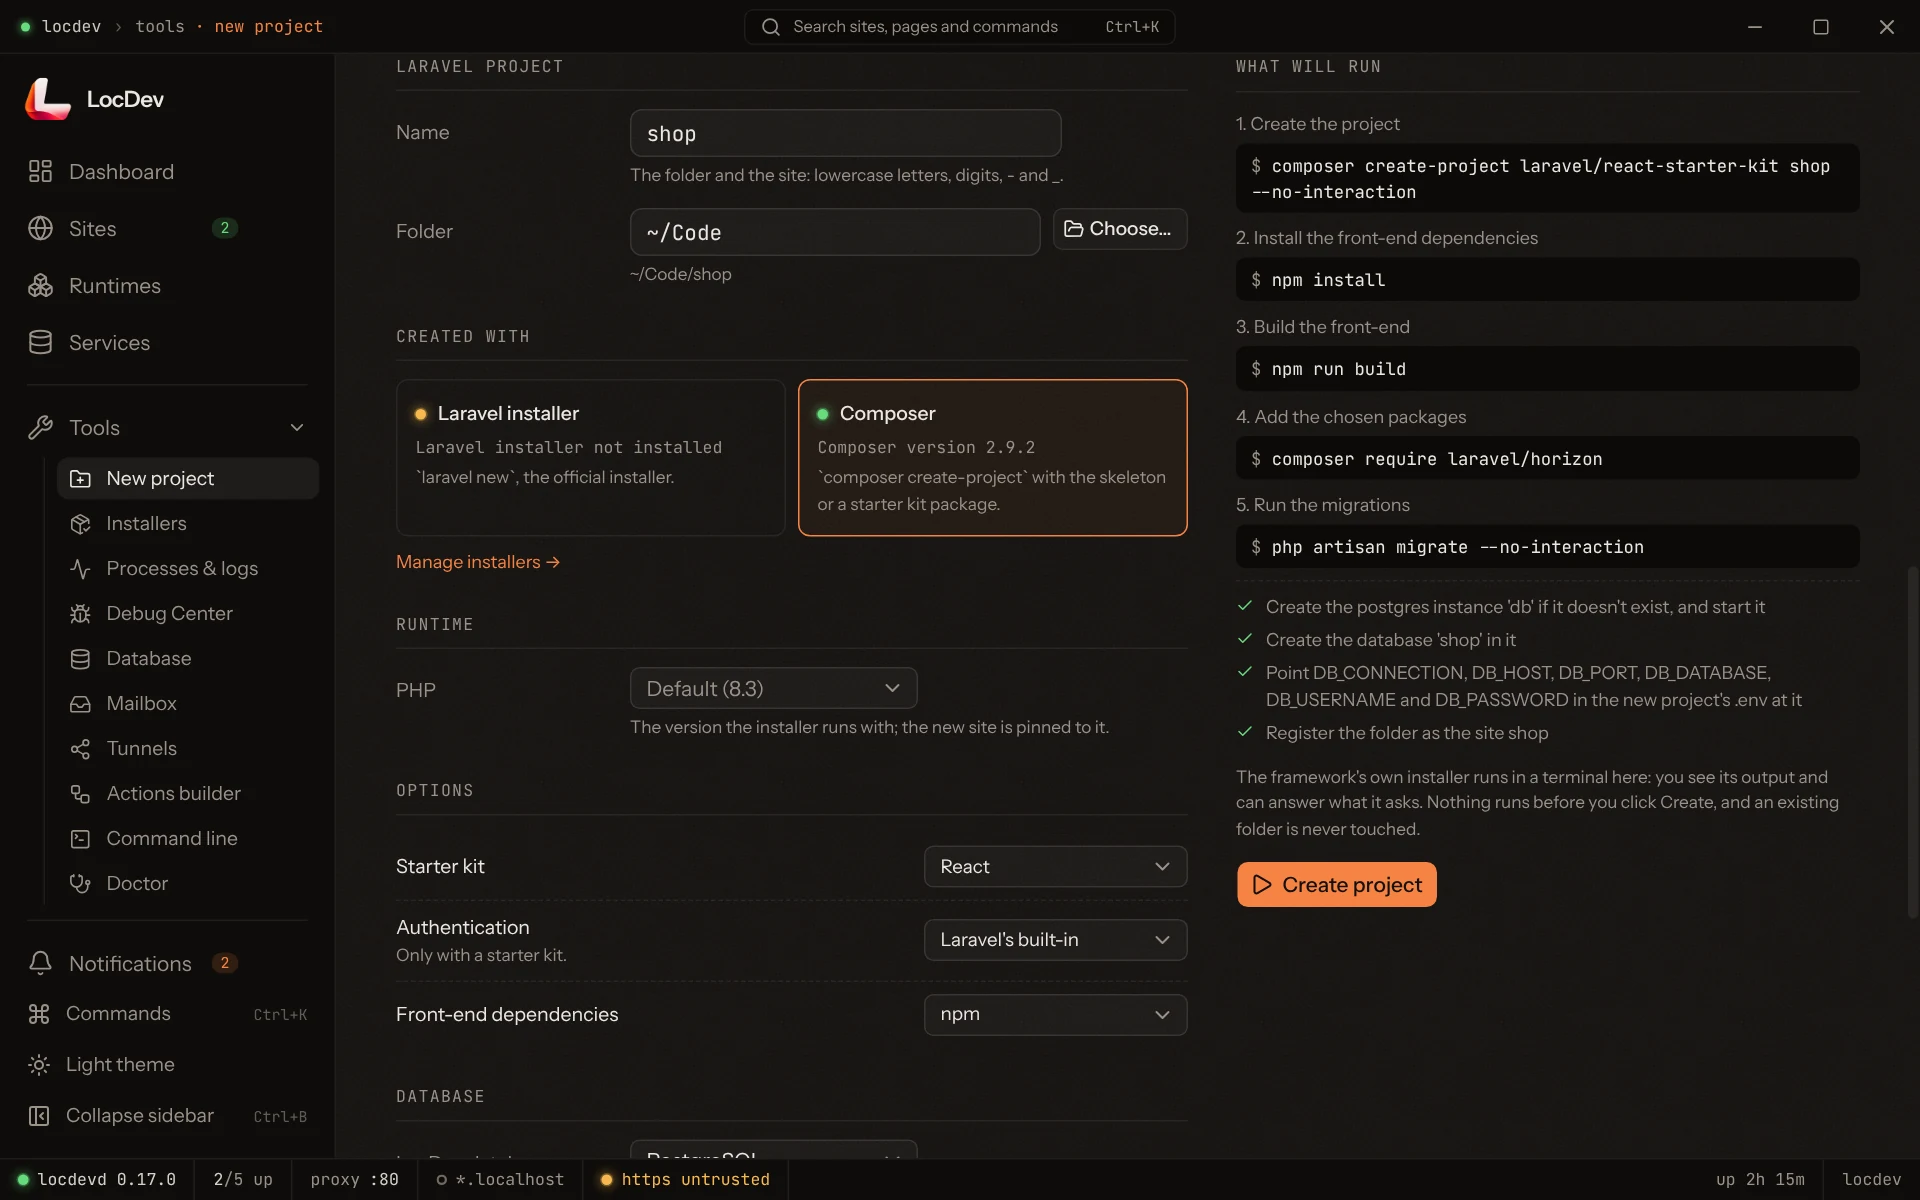 locdev › tools · new project
Search sites, pages and commands Ctrl+K
LocDev
Dashboard
Sites 2
Runtimes
Services
Tools
New project
Installers
Processes & logs
Debug Center
Database
Mailbox
Tunnels
Actions builder
Command line
Doctor
Notifications 2
Commands Ctrl+K
Light theme
Collapse sidebar Ctrl+B
LARAVEL PROJECT
Name
shop
The folder and the site: lowercase letters, digits, - and _.
Folder
~/Code
Choose...
~/Code/shop
CREATED WITH
Laravel installer
Laravel installer not installed
`laravel new`, the official installer.
Composer
Composer version 2.9.2
`composer create-project` with the skeleton
or a starter kit package.
Manage installers →
RUNTIME
PHP
Default (8.3)
The version the installer runs with; the new site is pinned to it.
OPTIONS
Starter kit
React
Authentication
Only with a starter kit.
Laravel's built-in
Front-end dependencies
npm
DATABASE
PostgreSQL
WHAT WILL RUN
1. Create the project
$ composer create-project laravel/react-starter-kit shop
--no-interaction
2. Install the front-end dependencies
$ npm install
3. Build the front-end
$ npm run build
4. Add the chosen packages
$ composer require laravel/horizon
5. Run the migrations
$ php artisan migrate --no-interaction
Create the postgres instance 'db' if it doesn't exist, and start it
Create the database 'shop' in it
Point DB_CONNECTION, DB_HOST, DB_PORT, DB_DATABASE,
DB_USERNAME and DB_PASSWORD in the new project's .env at it
Register the folder as the site shop
The framework's own installer runs in a terminal here: you see its output and
can answer what it asks. Nothing runs before you click Create, and an existing
folder is never touched.
Create project
locdevd 0.17.0
2/5 up
proxy :80
*.localhost
https untrusted
up 2h 15m
locdev